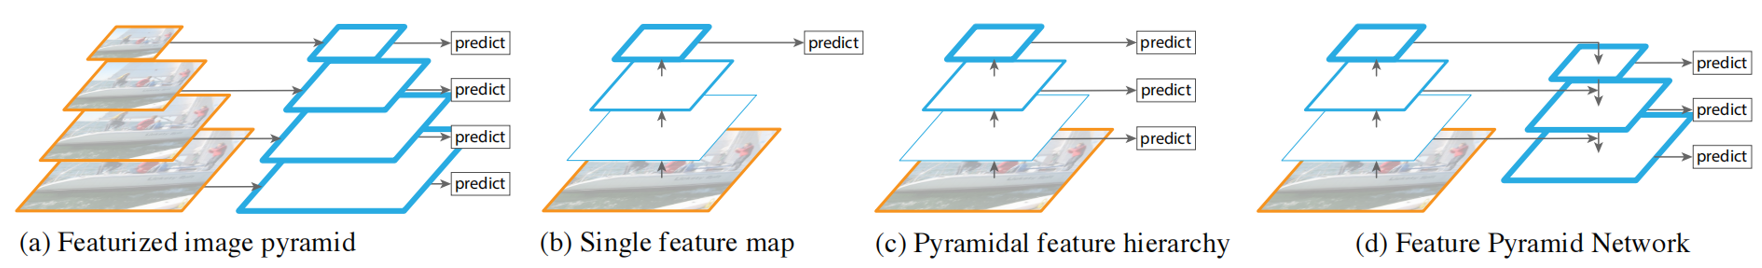 predict
predict
predict
predict
(a) Featurized image pyramid
predict
(b) Single feature map
predict
predict
predict
(c) Pyramidal feature hierarchy
predict
predict
predict
(d) Feature Pyramid Network